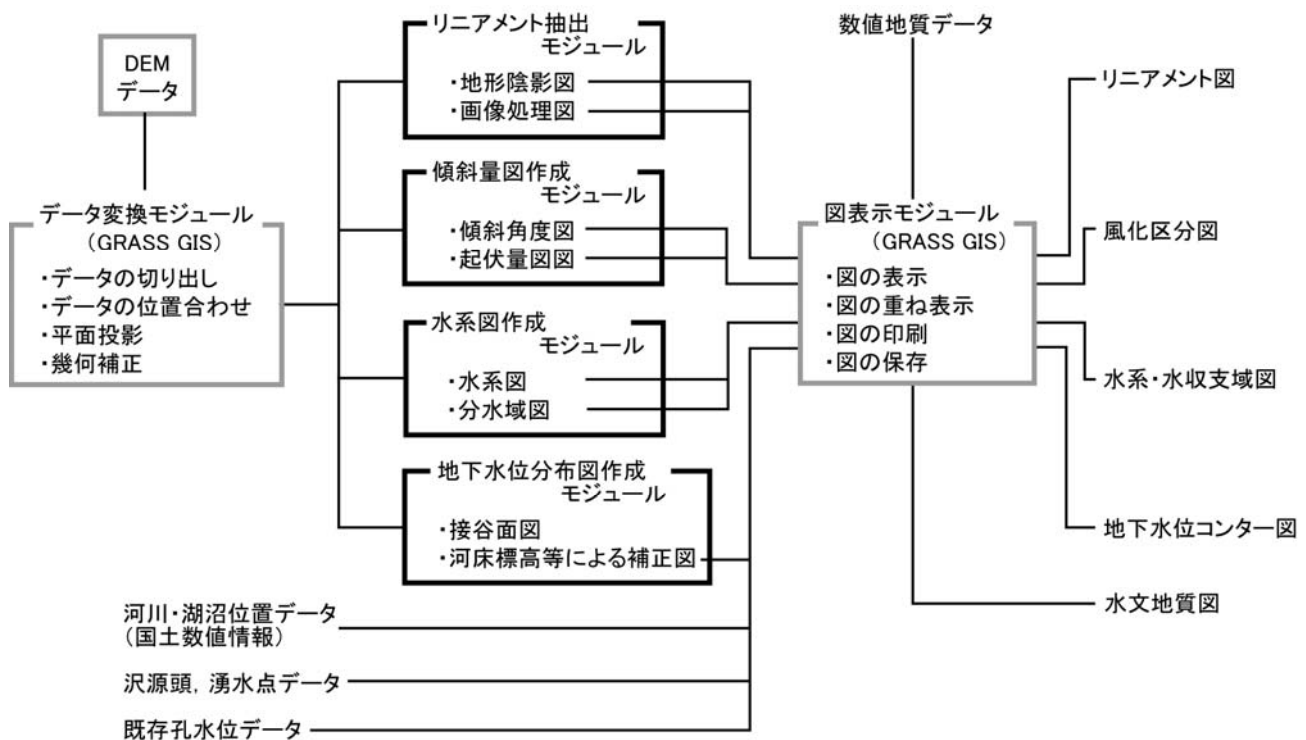 DEM
データ
データ変換モジュール
(GRASS GIS)
・データの切り出し
・データの位置合わせ
・平面投影
・幾何補正
リニアメント抽出
モジュール
・地形陰影図
・画像処理図
傾斜量図作成
モジュール
・傾斜角度図
・起伏量図図
水系図作成
モジュール
・水系図
・分水域図
地下水位分布図作成
モジュール
・接谷面図
・河床標高等による補正図
河川・湖沼位置データ
(国土数値情報)
沢源頭, 湧水点データ
既存孔水位データ
数値地質データ
図表示モジュール
(GRASS GIS)
・図の表示
・図の重ね表示
・図の印刷
・図の保存
リニアメント図
風化区分図
水系・水収支域図
地下水位コンター図
水文地質図